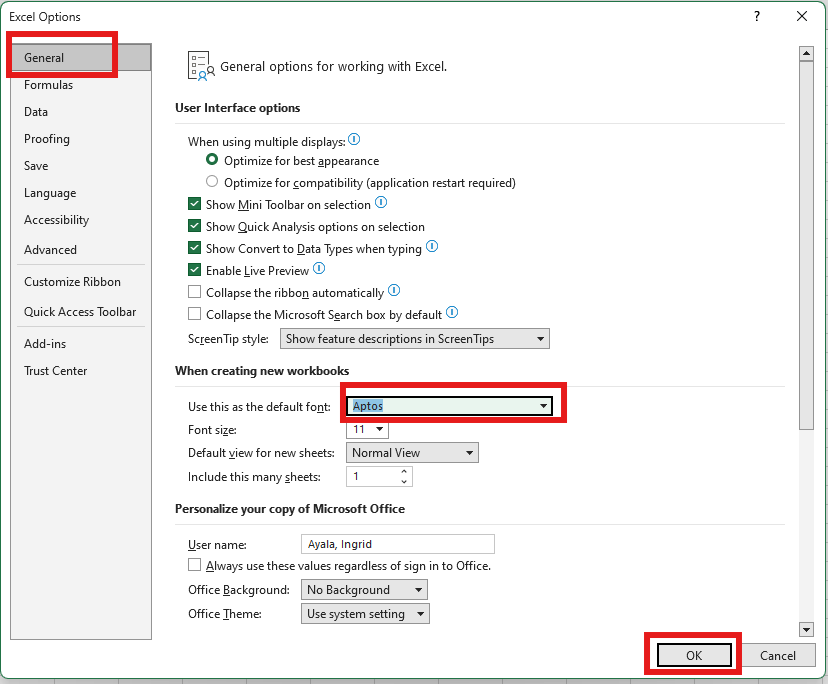 Excel Options
?
General
Formulas
Data
Proofing
Save
Language
Accessibility
Advanced
Customize Ribbon
Quick Access Toolbar
Add-ins
Trust Center
General options for working with Excel.
User Interface options
When using multiple displays:
Optimize for best appearance
Optimize for compatibility (application restart required)
Show Mini Toolbar on selection
Show Quick Analysis options on selection
Show Convert to Data Types when typing
Enable Live Preview
Collapse the ribbon automatically
Collapse the Microsoft Search box by default
ScreenTip style: Show feature descriptions in ScreenTips
When creating new workbooks
Use this as the default font: Aptos
Font size: 11
Default view for new sheets: Normal View
Include this many sheets: 1
Personalize your copy of Microsoft Office
User name: Ayala, Ingrid
Always use these values regardless of sign in to Office.
Office Background: No Background
Office Theme: Use system setting
OK Cancel